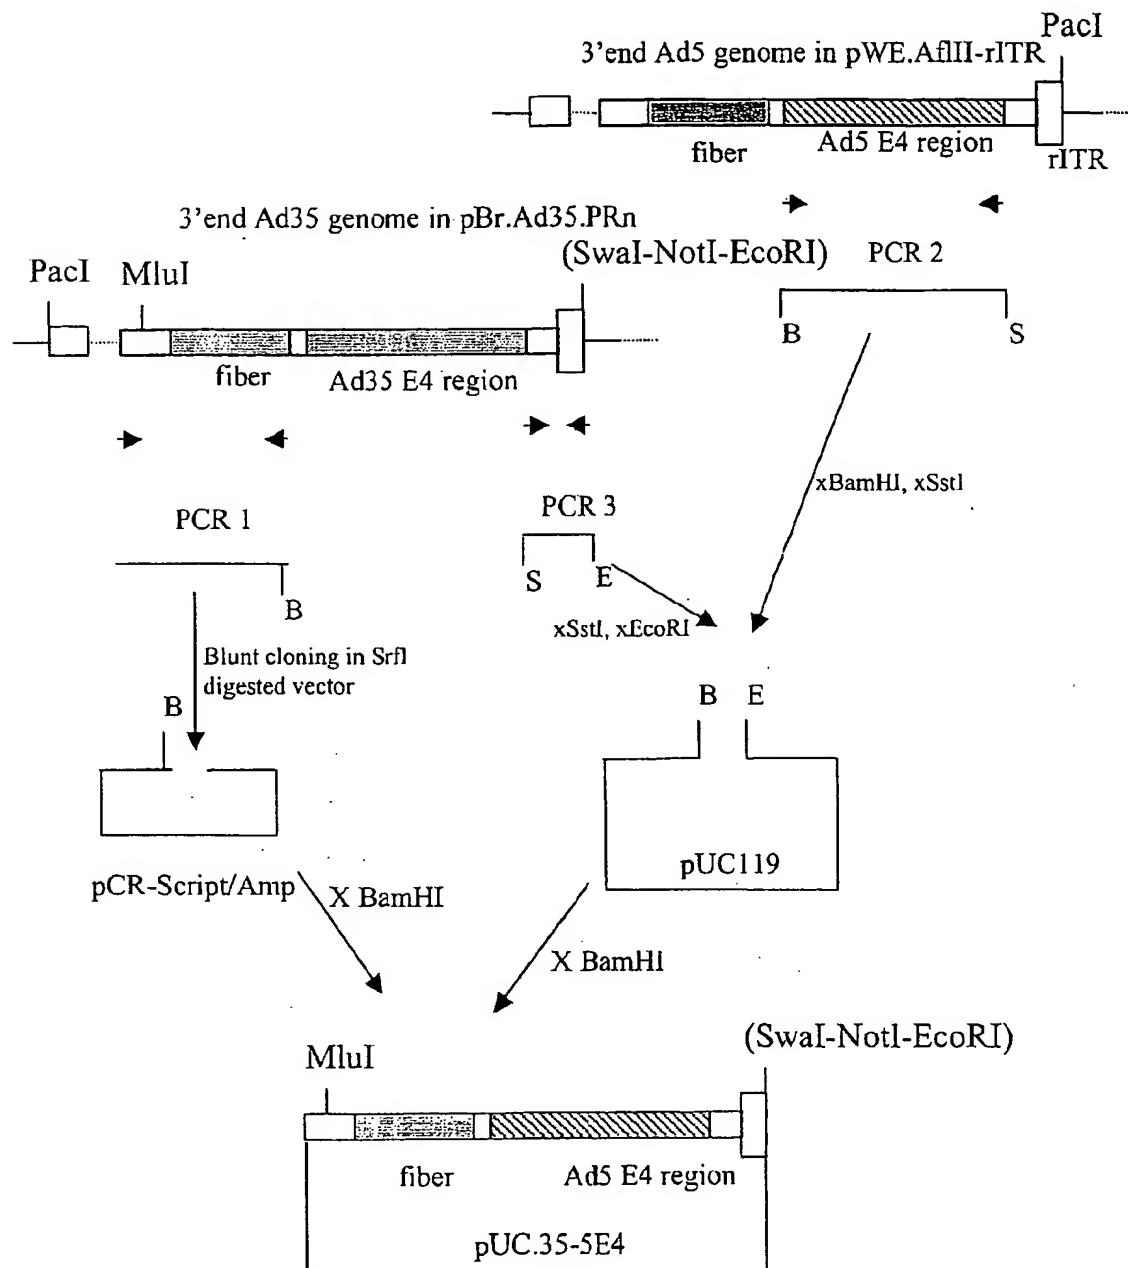 PacI
3'end Ad5 genome in pWE.AflII-rITR
fiber
Ad5 E4 region
rITR
3'end Ad35 genome in pBr.Ad35.PRn
(SwaI-NotI-EcoRI)
PCR 2
PacI
MluI
B
S
fiber
Ad35 E4 region
xBamHI, xSstI
PCR 1
PCR 3
S
E
B
xSstI, xEcoRI
Blunt cloning in SrfI
digested vector
B
B
E
pUC119
pCR-Script/Amp
X BamHI
X BamHI
(SwaI-NotI-EcoRI)
MluI
fiber
Ad5 E4 region
pUC.35-5E4